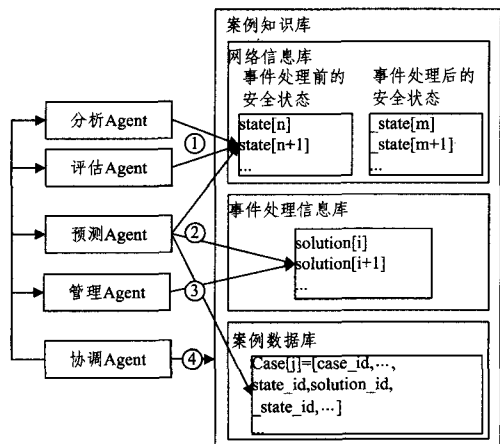 案例知识库
网络信息库
事件处理前的
安全状态
state[n]
state[n+1]
...
事件处理后的
安全状态
_state[m]
_state[m+1]
...
分析Agent
评估Agent
预测Agent
管理Agent
协调Agent
①
②
③
④
事件处理信息库
solution[i]
solution[i+1]
...
案例数据库
Case[j]=[case_id,…,
state_id,solution_id,
_state_id,…]
...